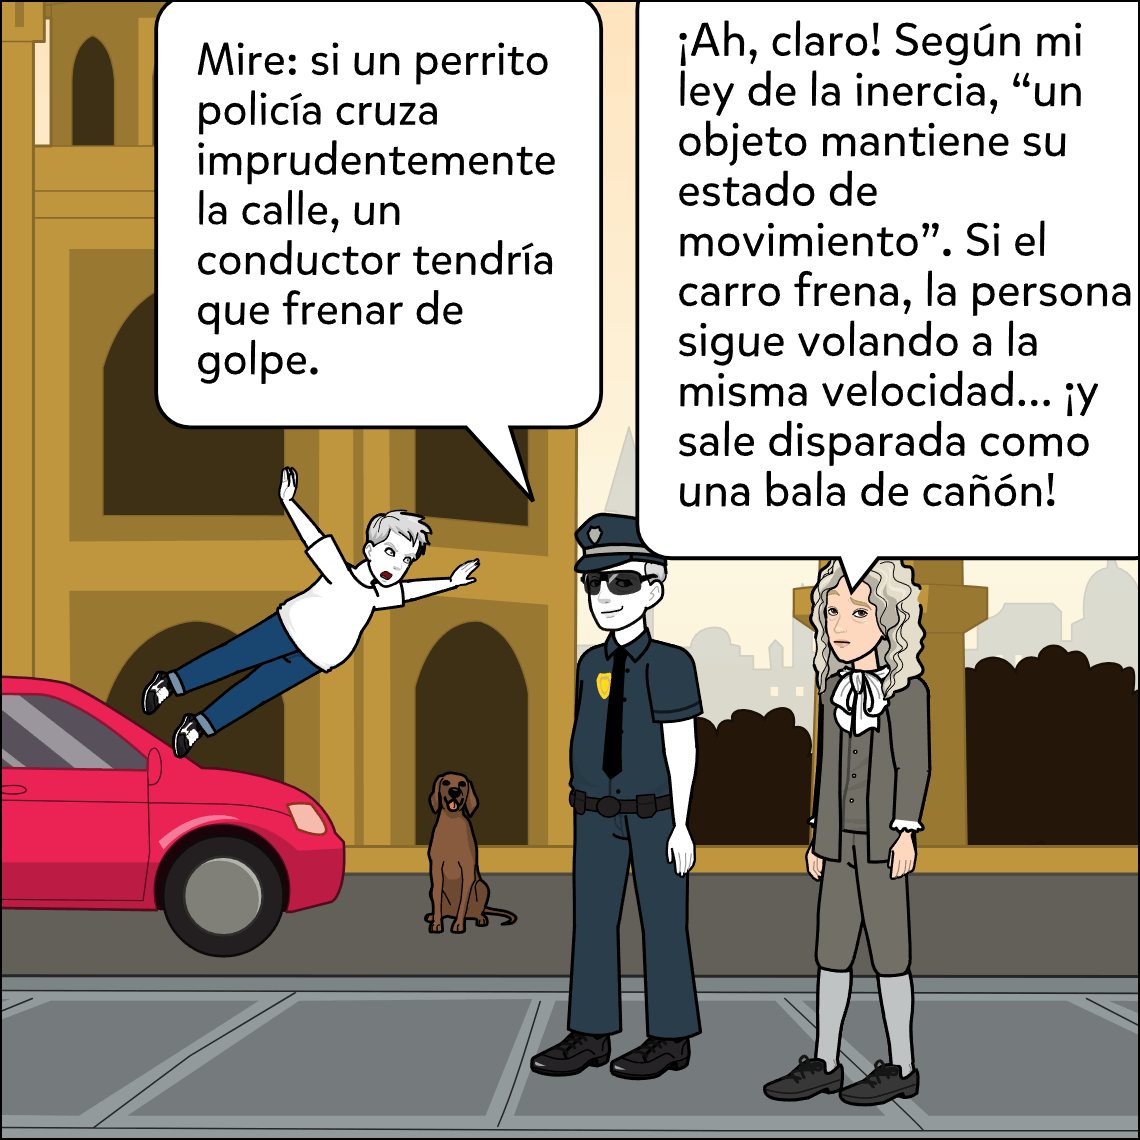 Mire: si un perrito
policía cruza
imprudentemente
la calle, un
conductor tendría
que frenar de
golpe.
¡Ah, claro! Según mi
ley de la inercia, “un
objeto mantiene su
estado de
movimiento”. Si el
carro frena, la persona
sigue volando a la
misma velocidad... ¡y
sale disparada como
una bala de cañón!